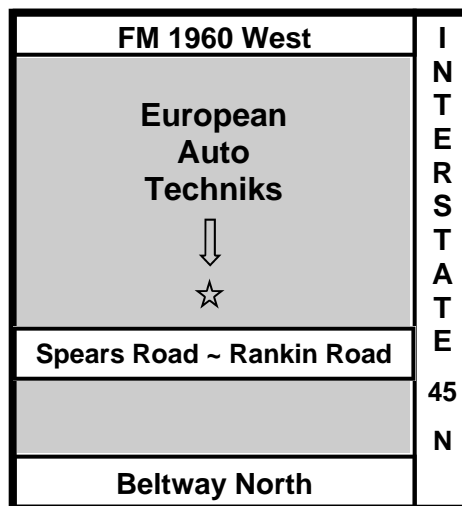 FM 1960 West
European
Auto
Techniks
Spears Road ~ Rankin Road
Beltway North
I
N
T
E
R
S
T
A
T
E
45
N